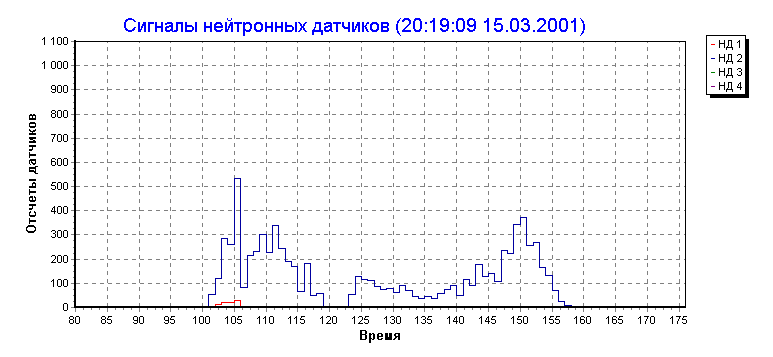 Сигналы нейтронных датчиков (20:19:09 15.03.2001)
НД 1
НД 2
НД 3
НД 4
Отсчеты датчиков
1 100
1 000
900
800
700
600
500
400
300
200
100
0
80 85 90 95 100 105 110 115 120 125 130 135 140 145 150 155 160 165 170 175
Время